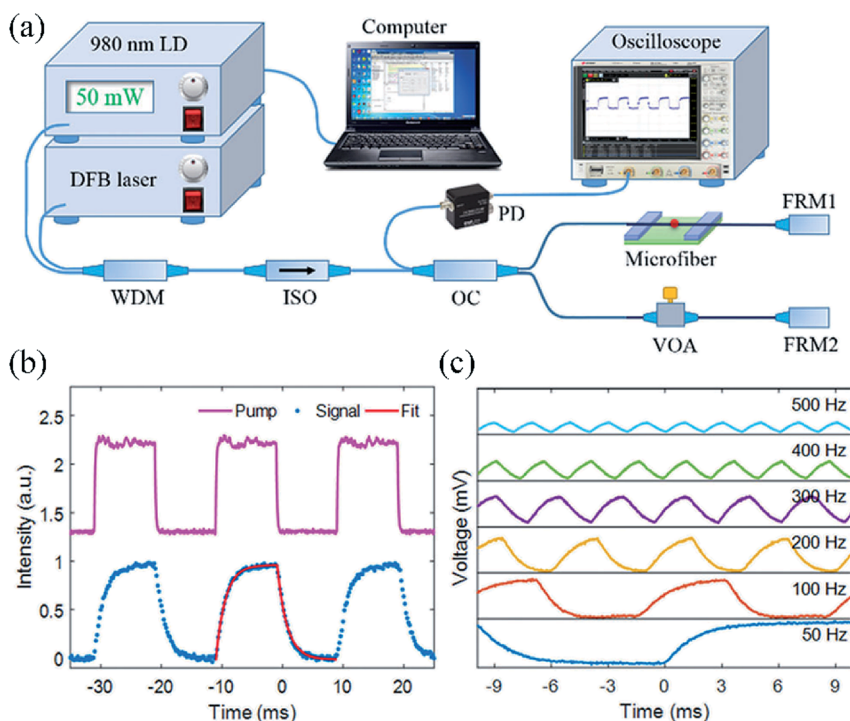 (a)
980 nm LD
50 mW
DFB laser
Computer
Oscilloscope
PD
FRM1
Microfiber
WDM
ISO
OC
VOA
FRM2
(b)
Pump Signal Fit
2.5
2
1.5
1
0.5
0
Intensity (a.u.)
-30 -20 -10 0 10 20
Time (ms)
(c)
500 Hz
400 Hz
300 Hz
200 Hz
100 Hz
50 Hz
Voltage (mV)
-9 -6 -3 0 3 6 9
Time (ms)